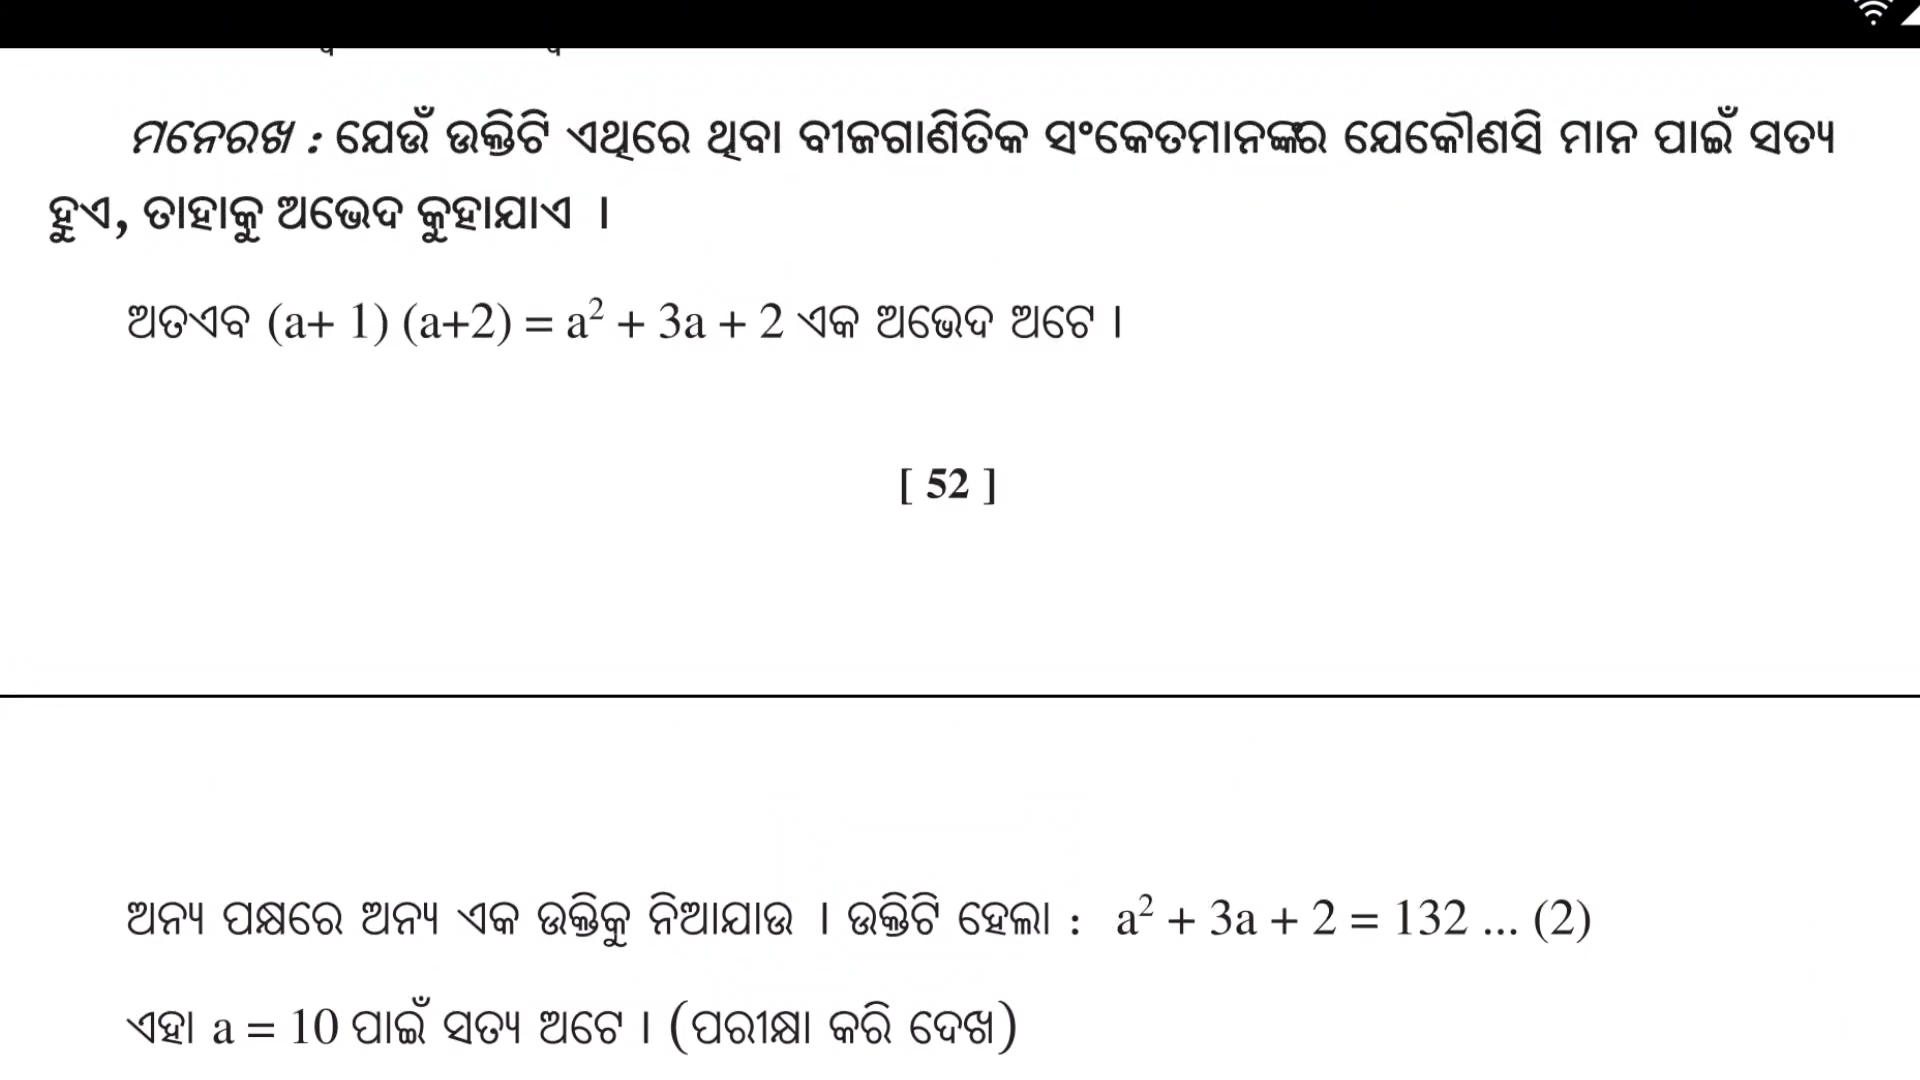 ମନେରଖ : ଯେଉଁ ଉକ୍ତିଟି ଏଥିରେ ଥିବା ବୀଜଗାଣିତିକ ସଂକେତମାନଙ୍କର ଯେକୌଣସି ମାନ ପାଇଁ ସତ୍ୟ
ହୁଏ, ତାହାକୁ ଅଭେଦ କୁହାଯାଏ ।
ଅତଏବ (a+ 1) (a+2) = a² + 3a + 2 ଏକ ଅଭେଦ ଅଟେ ।
[ 52 ]
ଅନ୍ୟ ପକ୍ଷରେ ଅନ୍ୟ ଏକ ଉକ୍ତିକୁ ନିଆଯାଉ । ଉକ୍ତିଟି ହେଲା : a² + 3a + 2 = 132 ... (2)
ଏହା a = 10 ପାଇଁ ସତ୍ୟ ଅଟେ । (ପରୀକ୍ଷା କରି ଦେଖ)